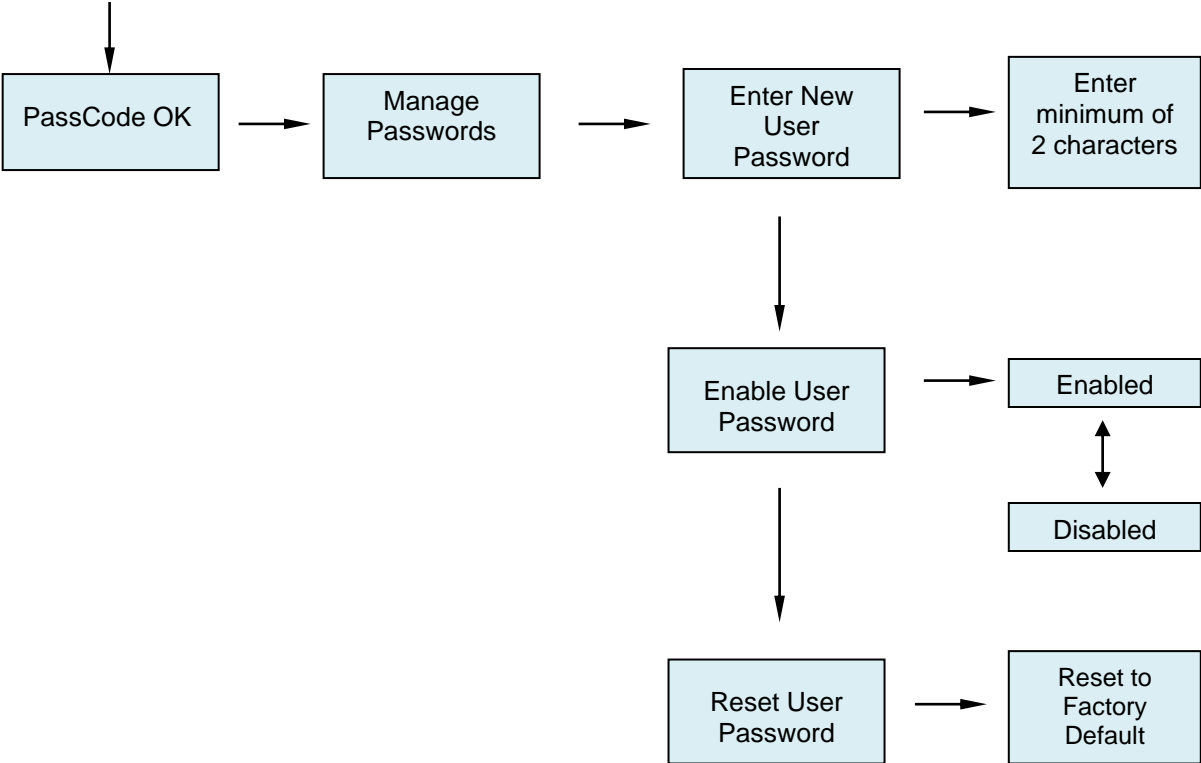 PassCode OK
Manage
Passwords
Enter New
User
Password
Enter
minimum of
2 characters
Enable User
Password
Enabled
Disabled
Reset User
Password
Reset to
Factory
Default